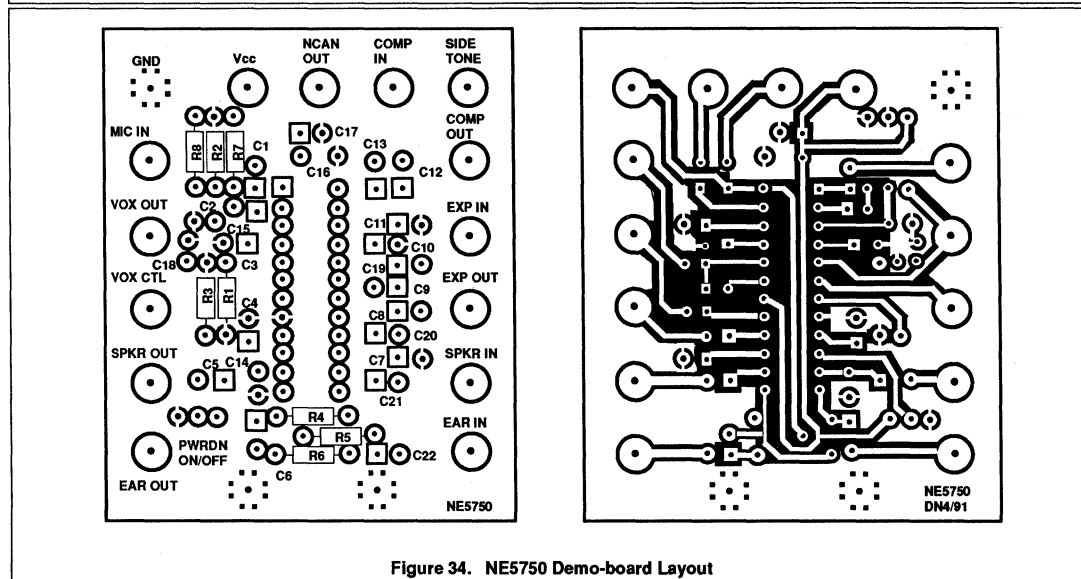 GND
Vcc
NCAN
OUT
COMP
IN
SIDE
TONE
MIC IN
COMP
OUT
R8
R2
R7
C1
C17
C16
C13
C12
VOX OUT
C2
C15
C11
EXP IN
C10
C18
C3
C19
VOX CTL
R3
R1
C4
C9
EXP OUT
C8
C20
SPKR OUT
C5
C14
C7
SPKR IN
C21
R4
EAR IN
PWRDN
ON/OFF
R5
R6
C22
C6
EAR OUT
NE5750
NE5750
DN4/91
Figure 34. NE5750 Demo-board Layout